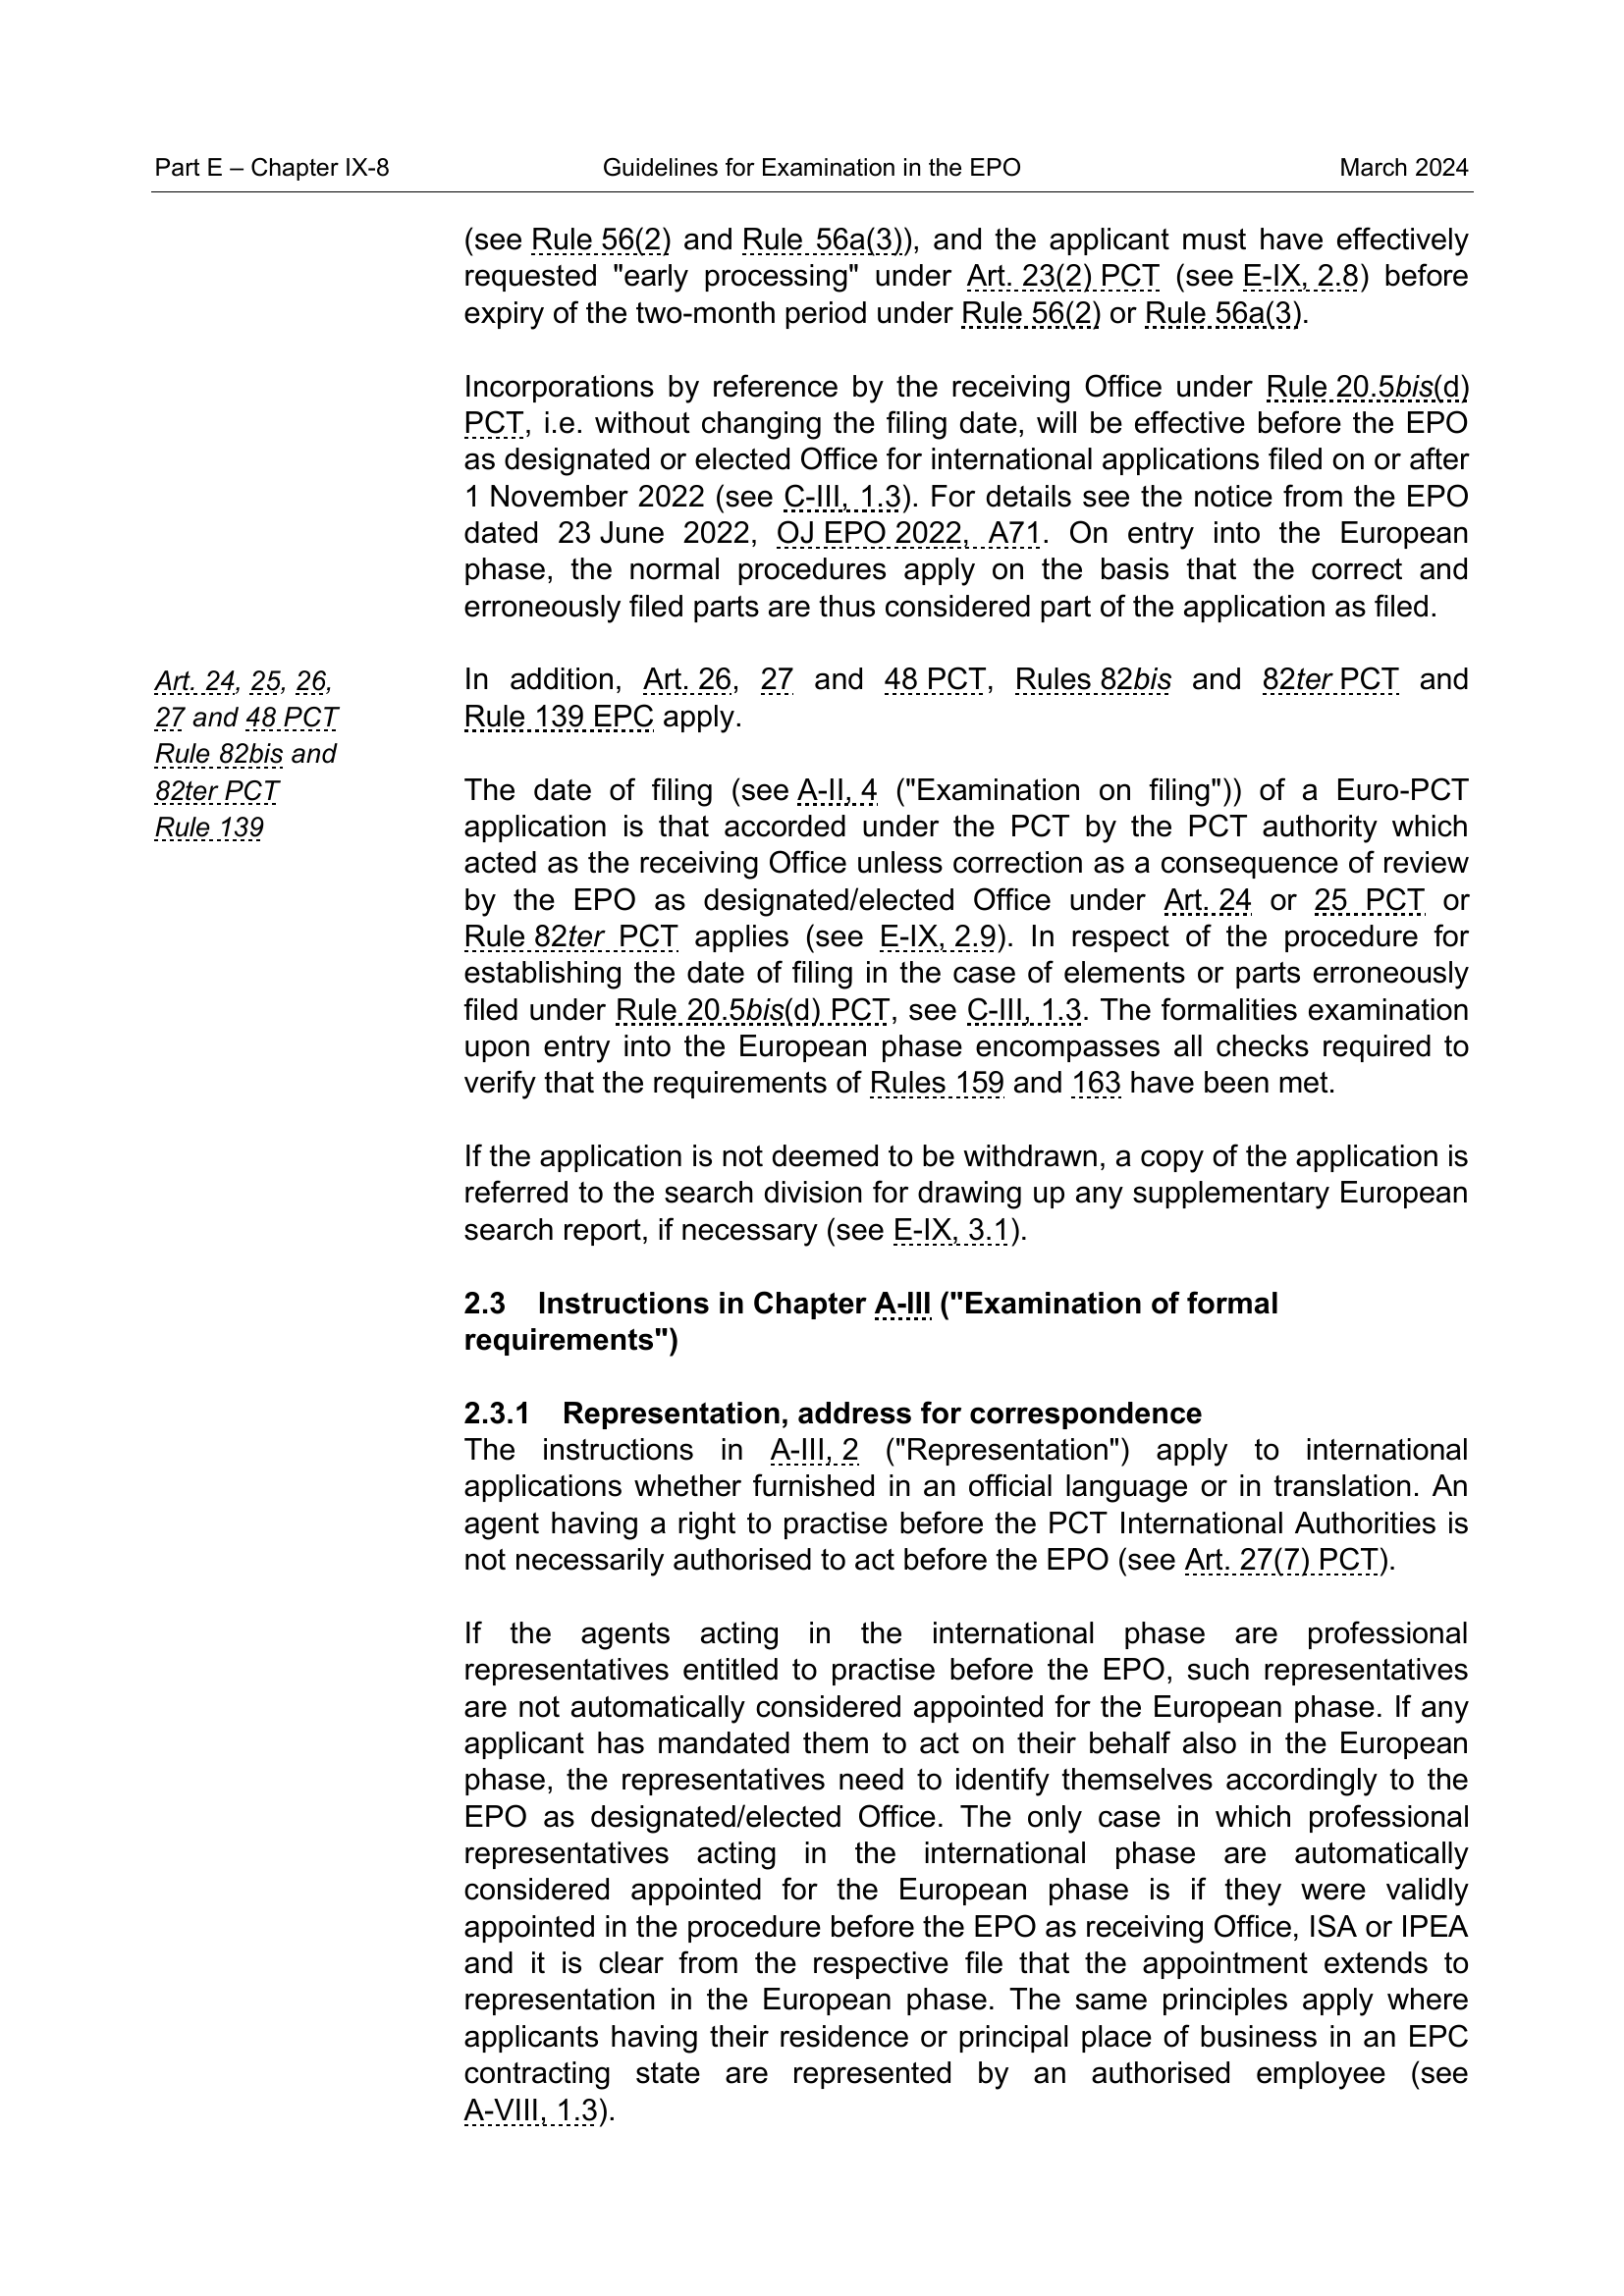 Part E – Chapter IX-8 Guidelines for Examination in the EPO March 2024
(see Rule 56(2) and Rule 56a(3)), and the applicant must have effectively
requested "early processing" under Art. 23(2) PCT (see E-IX, 2.8) before
expiry of the two-month period under Rule 56(2) or Rule 56a(3).
Incorporations by reference by the receiving Office under Rule 20.5bis(d)
PCT, i.e. without changing the filing date, will be effective before the EPO
as designated or elected Office for international applications filed on or after
1 November 2022 (see C-III, 1.3). For details see the notice from the EPO
dated 23 June 2022, OJ EPO 2022, A71. On entry into the European
phase, the normal procedures apply on the basis that the correct and
erroneously filed parts are thus considered part of the application as filed.
Art. 24, 25, 26,
27 and 48 PCT
Rule 82bis and
82ter PCT
Rule 139
In addition, Art. 26, 27 and 48 PCT, Rules 82bis and 82ter PCT and
Rule 139 EPC apply.
The date of filing (see A-II, 4 ("Examination on filing")) of a Euro-PCT
application is that accorded under the PCT by the PCT authority which
acted as the receiving Office unless correction as a consequence of review
by the EPO as designated/elected Office under Art. 24 or 25 PCT or
Rule 82ter PCT applies (see E-IX, 2.9). In respect of the procedure for
establishing the date of filing in the case of elements or parts erroneously
filed under Rule 20.5bis(d) PCT, see C-III, 1.3. The formalities examination
upon entry into the European phase encompasses all checks required to
verify that the requirements of Rules 159 and 163 have been met.
If the application is not deemed to be withdrawn, a copy of the application is
referred to the search division for drawing up any supplementary European
search report, if necessary (see E-IX, 3.1).
2.3 Instructions in Chapter A-III ("Examination of formal
requirements")
2.3.1 Representation, address for correspondence
The instructions in A-III, 2 ("Representation") apply to international
applications whether furnished in an official language or in translation. An
agent having a right to practise before the PCT International Authorities is
not necessarily authorised to act before the EPO (see Art. 27(7) PCT).
If the agents acting in the international phase are professional
representatives entitled to practise before the EPO, such representatives
are not automatically considered appointed for the European phase. If any
applicant has mandated them to act on their behalf also in the European
phase, the representatives need to identify themselves accordingly to the
EPO as designated/elected Office. The only case in which professional
representatives acting in the international phase are automatically
considered appointed for the European phase is if they were validly
appointed in the procedure before the EPO as receiving Office, ISA or IPEA
and it is clear from the respective file that the appointment extends to
representation in the European phase. The same principles apply where
applicants having their residence or principal place of business in an EPC
contracting state are represented by an authorised employee (see
A-VIII, 1.3).